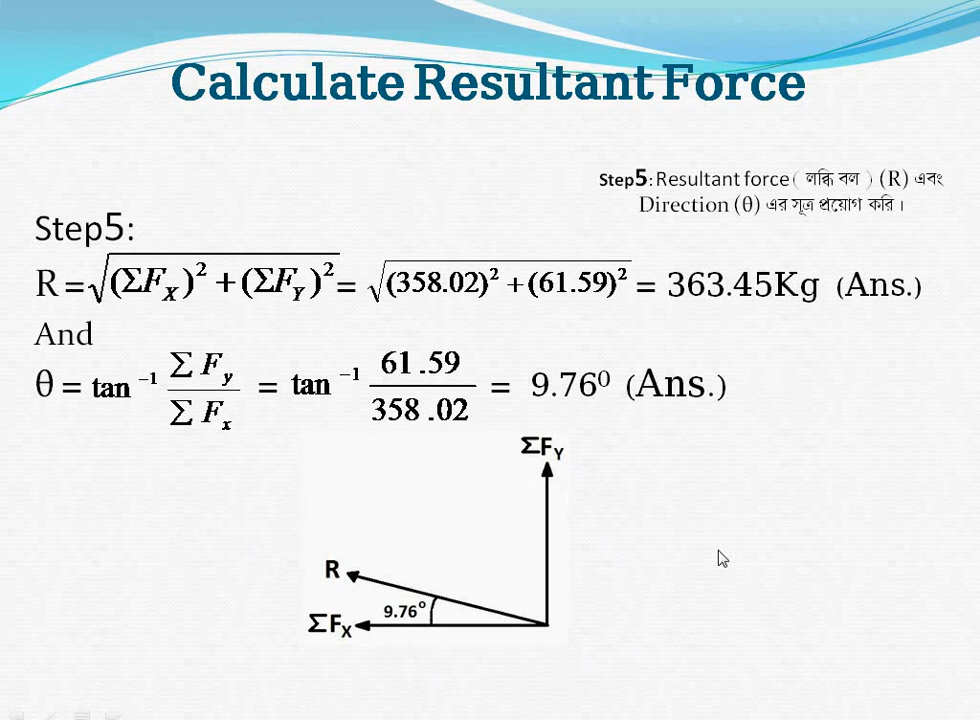 Calculate Resultant Force
Step5: Resultant force ( লব্ধি বল ) (R) এবং
Direction (θ) এর সূত্র প্রয়োগ করি ।
Step5:
R = √(ΣF_X)² + (ΣF_Y)² = √(358.02)² + (61.59)² = 363.45Kg (Ans.)
And
θ = tan⁻¹ ΣF_y / ΣF_x = tan⁻¹ 61.59 / 358.02 = 9.76⁰ (Ans.)
ΣF_Y
R
9.76°
ΣF_X